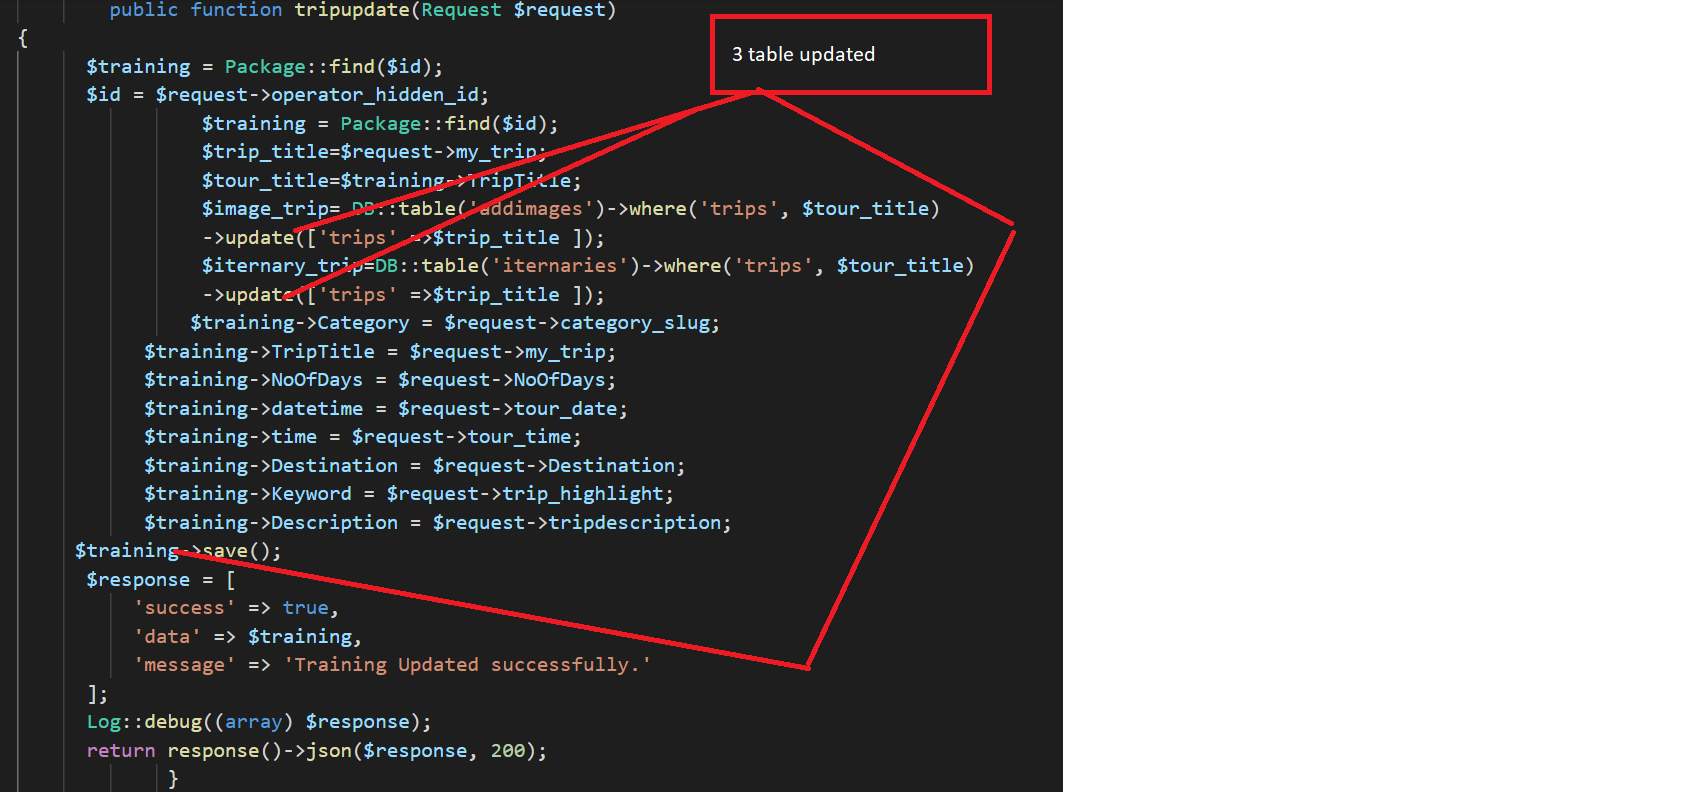 public function tripupdate(Request $request)
{
3 table updated
$training = Package::find($id);
$id = $request->operator_hidden_id;
$training = Package::find($id);
$trip_title=$request->my_trip;
$tour_title=$training->TripTitle;
$image_trip= DB::table('addimages')->where('trips', $tour_title)
->update(['trips' =>$trip_title ]);
$iternary_trip=DB::table('iternaries')->where('trips', $tour_title)
->update(['trips' =>$trip_title ]);
$training->Category = $request->category_slug;
$training->TripTitle = $request->my_trip;
$training->NoOfDays = $request->NoOfDays;
$training->datetime = $request->tour_date;
$training->time = $request->tour_time;
$training->Destination = $request->Destination;
$training->Keyword = $request->trip_highlight;
$training->Description = $request->tripdescription;
$training->save();
$response = [
'success' => true,
'data' => $training,
'message' => 'Training Updated successfully.'
];
Log::debug((array) $response);
return response()->json($response, 200);
}